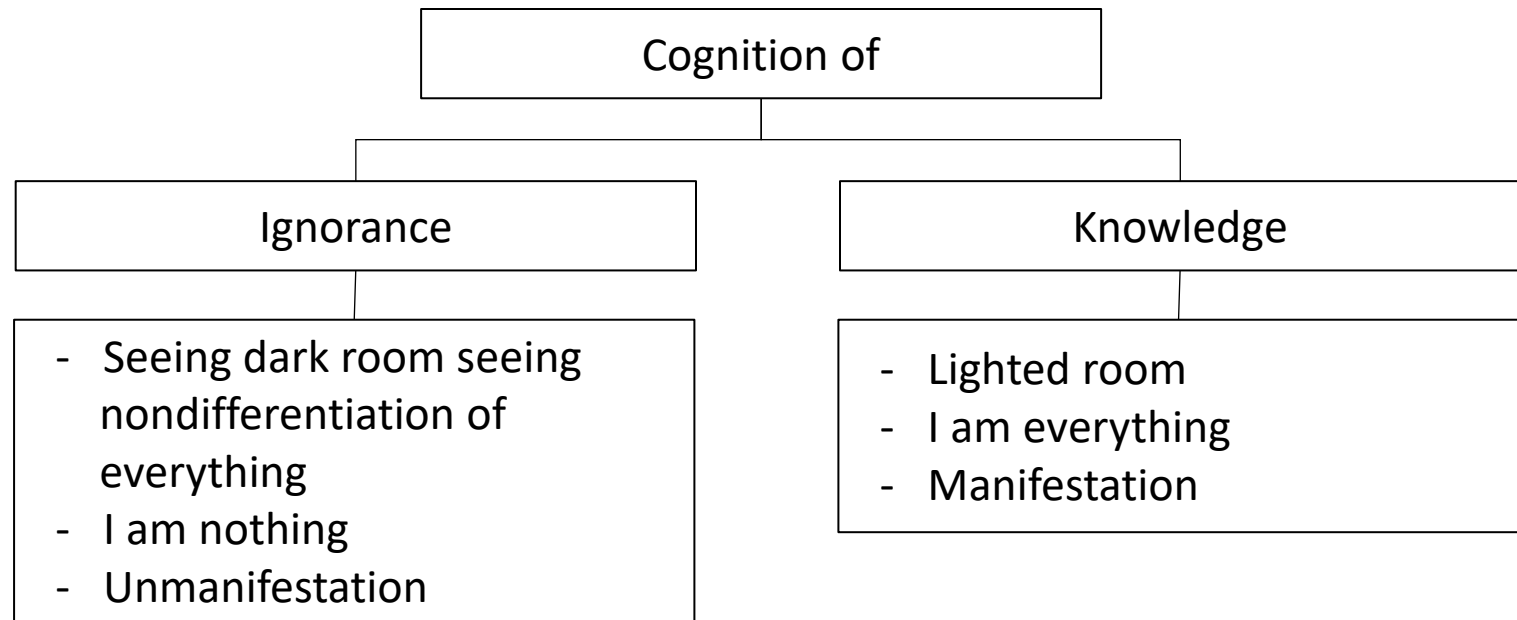 Cognition of
Ignorance
Knowledge
- Seeing dark room seeing
nondifferentiation of
everything
- I am nothing
- Unmanifestation
- Lighted room
- I am everything
- Manifestation